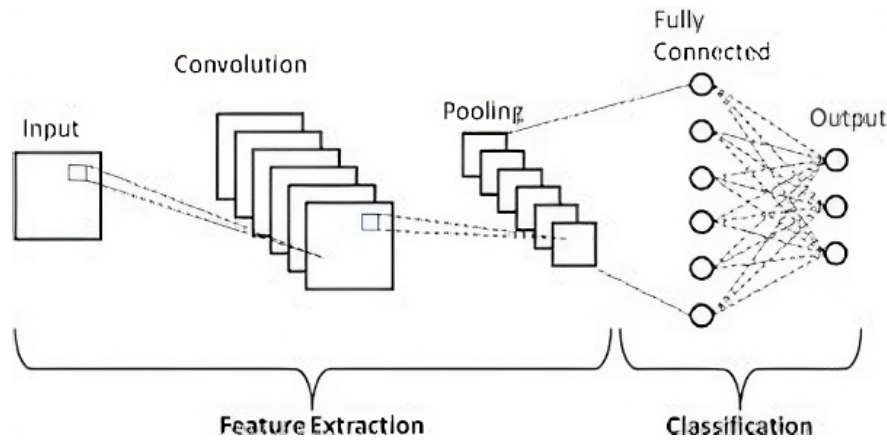 Fully
Connected
Convolution
Pooling
Input
Output
Feature Extraction
Classification